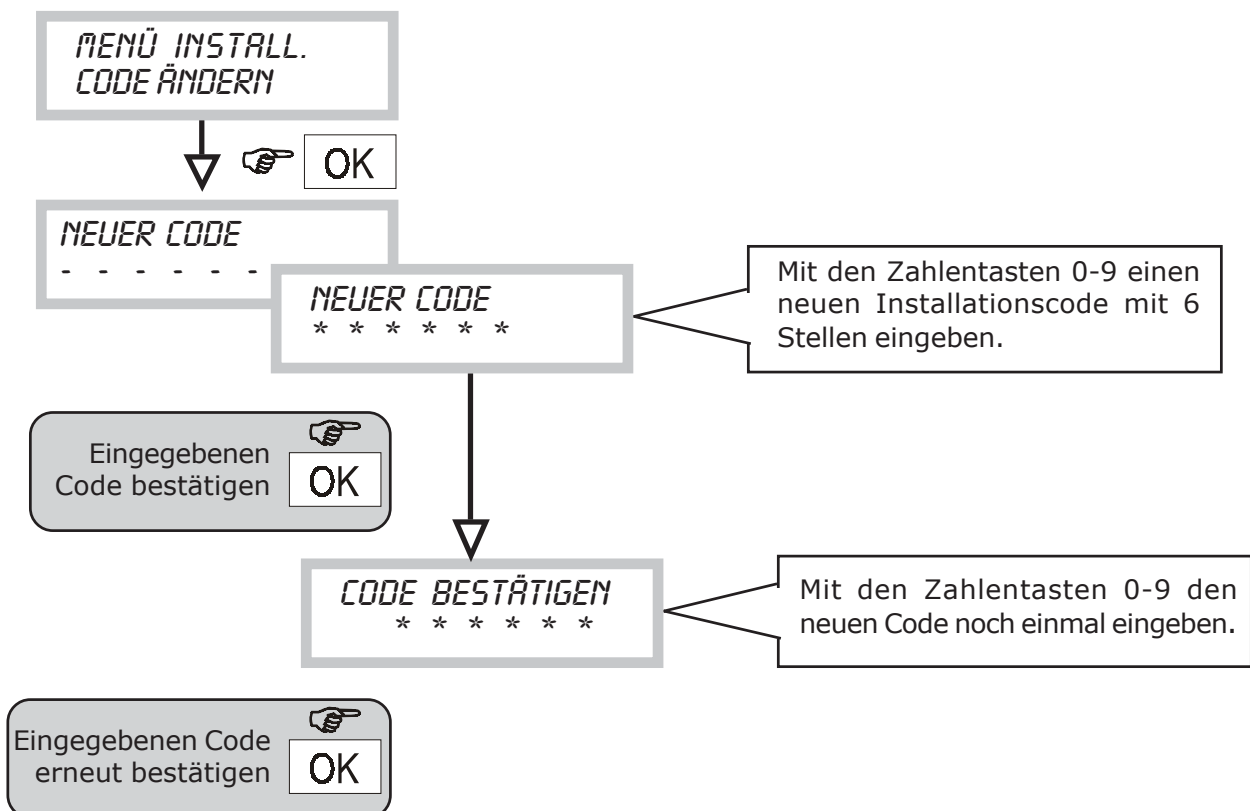 MENÜ INSTALL.
CODE ÄNDERN
OK
NEUER CODE
- - - - - -
NEUER CODE
* * * * * *
Mit den Zahlentasten 0-9 einen
neuen Installationscode mit 6
Stellen eingeben.
Eingegebenen
Code bestätigen
OK
CODE BESTÄTIGEN
* * * * * *
Mit den Zahlentasten 0-9 den
neuen Code noch einmal eingeben.
Eingegebenen Code
erneut bestätigen
OK